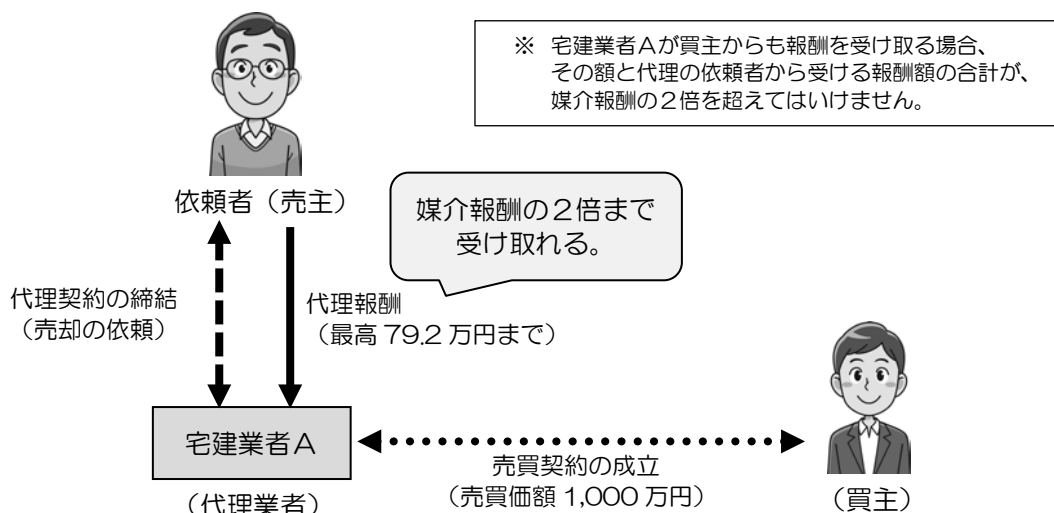 ※ 宅建業者Aが買主からも報酬を受け取る場合、
その額と代理の依頼者から受ける報酬額の合計が、
媒介報酬の2倍を超えてはいけません。
依頼者（売主）
媒介報酬の2倍まで
受け取れる。
代理契約の締結
（売却の依頼）
代理報酬
（最高 79.2 万円まで）
宅建業者A
（代理業者）
売買契約の成立
（売買価額 1,000 万円）
（買主）